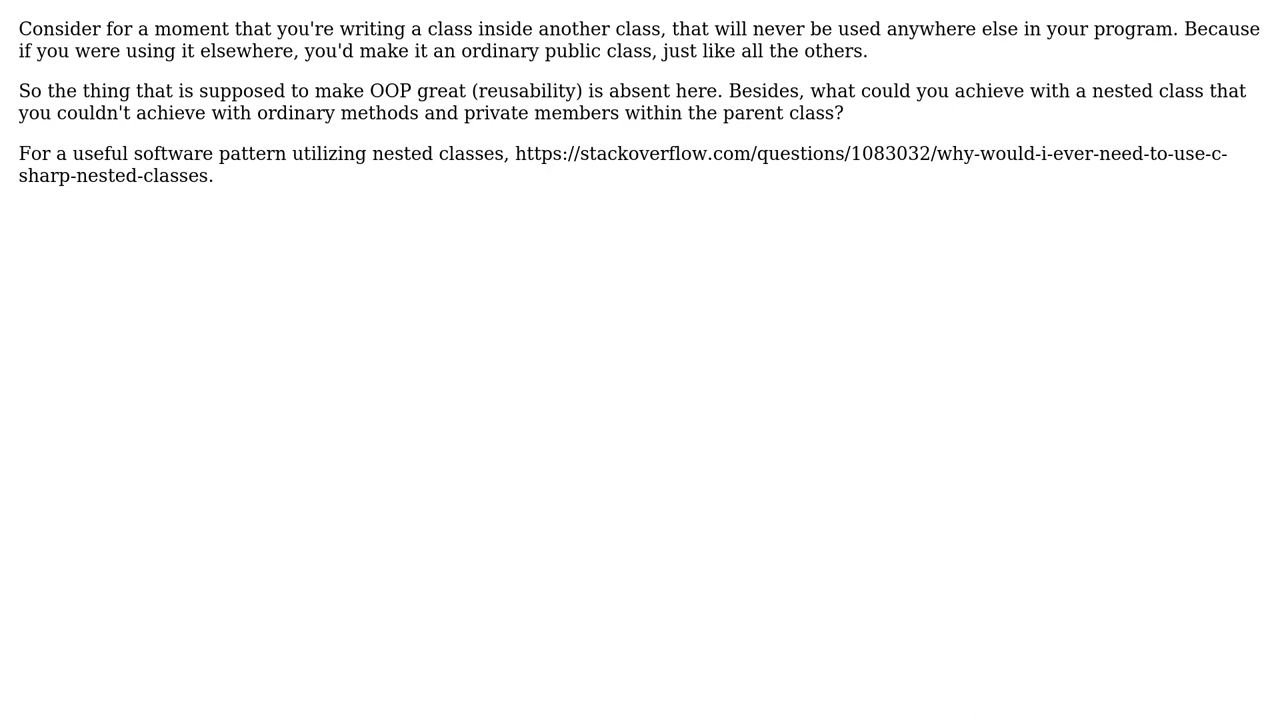 Consider for a moment that you're writing a class inside another class, that will never be used anywhere else in your program. Because
if you were using it elsewhere, you'd make it an ordinary public class, just like all the others.
So the thing that is supposed to make OOP great (reusability) is absent here. Besides, what could you achieve with a nested class that
you couldn't achieve with ordinary methods and private members within the parent class?
For a useful software pattern utilizing nested classes, https://stackoverflow.com/questions/1083032/why-would-i-ever-need-to-use-c-
sharp-nested-classes.